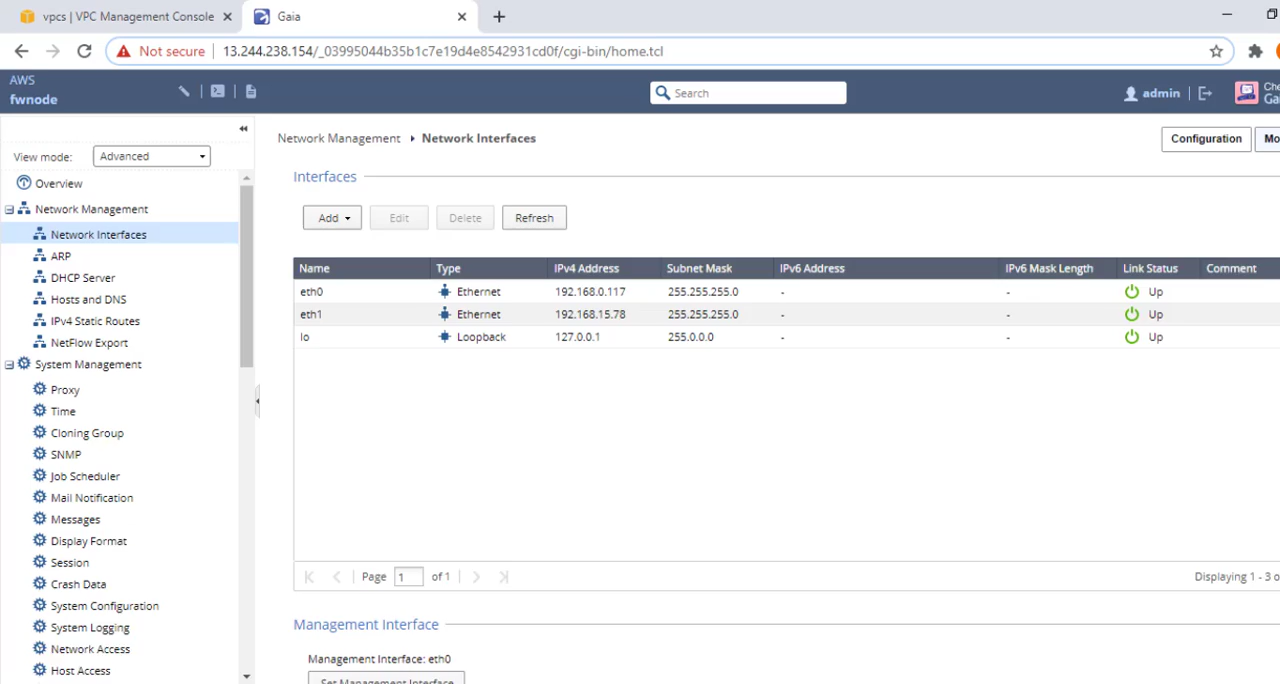 vpcs | VPC Management Console
Gaia
Not secure
13.244.238.154/_03995044b35b1c7e19d4e8542931cd0f/cgi-bin/home.tcl
AWS
fwnode
Search
admin
View mode:
Advanced
Overview
Network Management
Network Interfaces
ARP
DHCP Server
Hosts and DNS
IPv4 Static Routes
NetFlow Export
System Management
Proxy
Time
Cloning Group
SNMP
Job Scheduler
Mail Notification
Messages
Display Format
Session
Crash Data
System Configuration
System Logging
Network Access
Host Access
Network Management Network Interfaces
Configuration
Interfaces
Add Edit Delete Refresh
Name Type IPv4 Address Subnet Mask IPv6 Address IPv6 Mask Length Link Status Comment
eth0 Ethernet 192.168.0.117 255.255.255.0 - - Up
eth1 Ethernet 192.168.15.78 255.255.255.0 - - Up
lo Loopback 127.0.0.1 255.0.0.0 - - Up
Page 1 of 1
Displaying 1 - 3
Management Interface
Management Interface: eth0
Set Management Interface